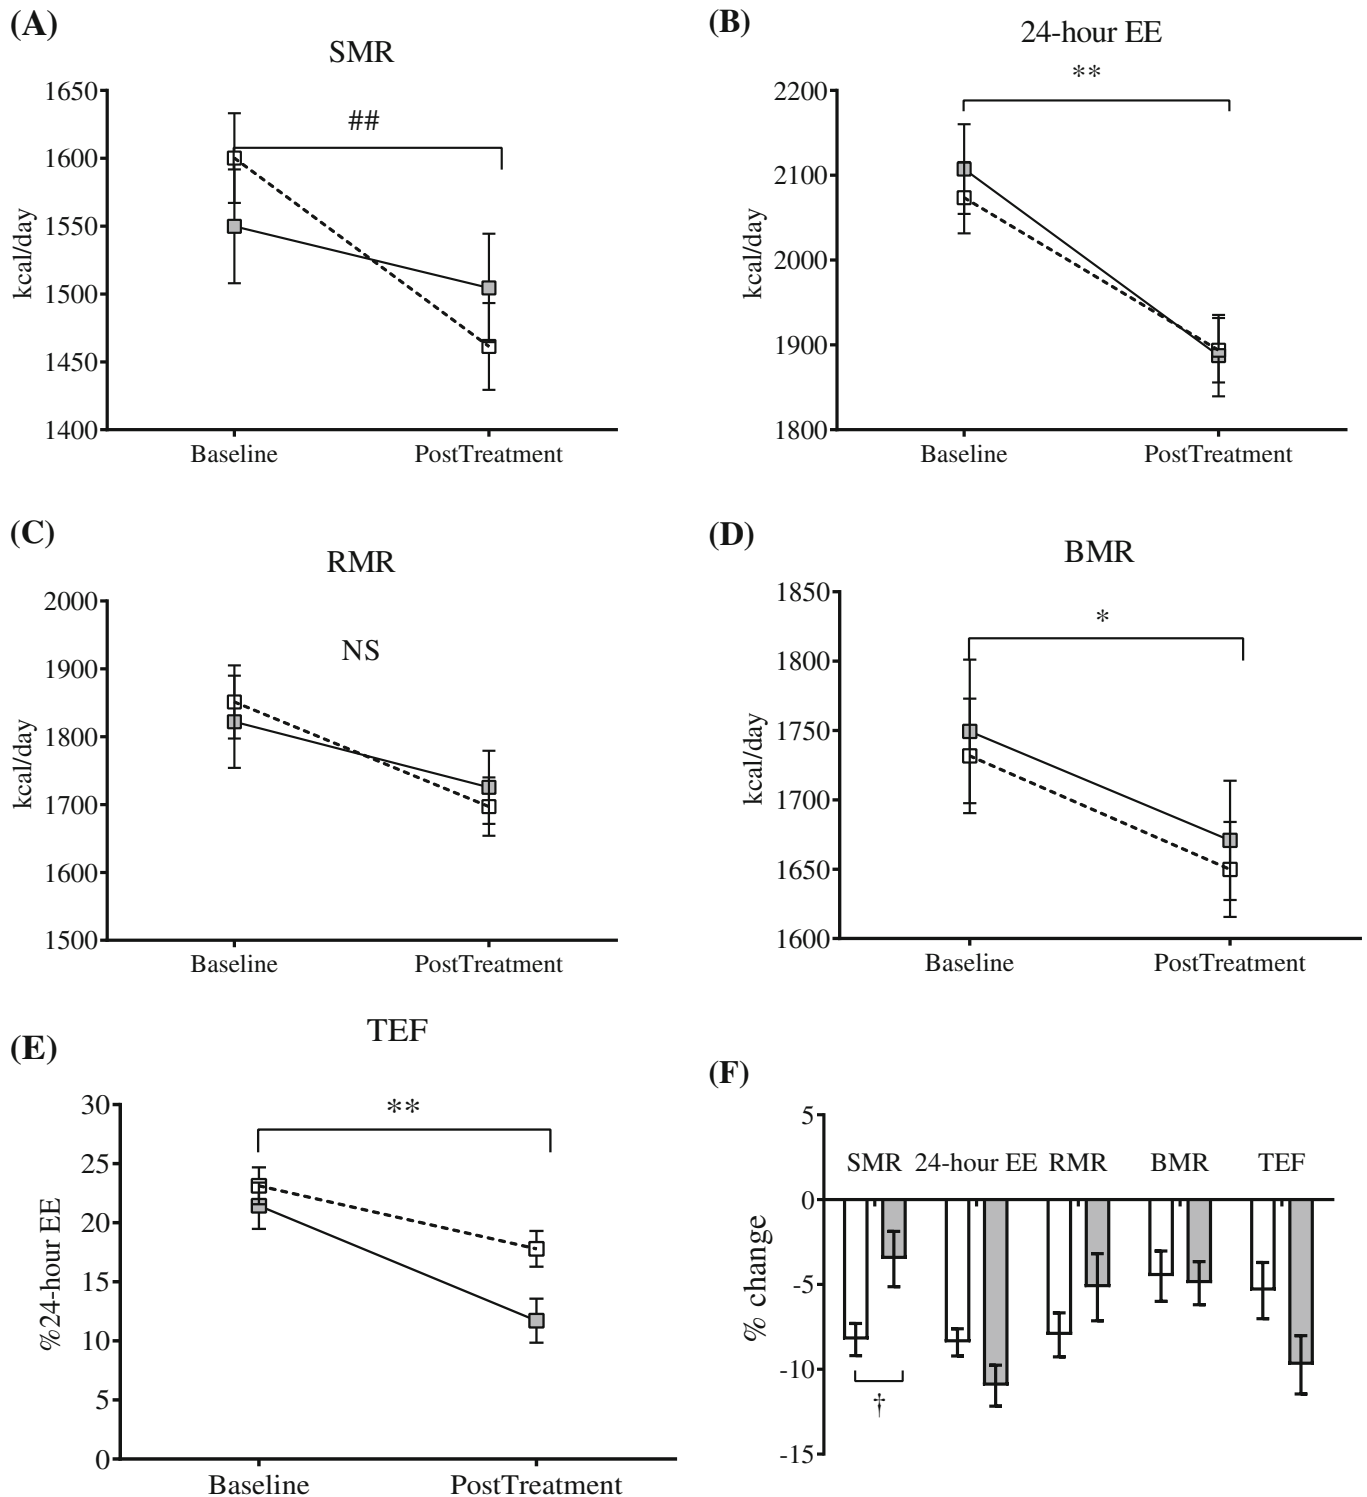 (A)
SMR
1650
##
1600
1550
1500
1450
1400
kcal/day
Baseline
PostTreatment
(B)
24-hour EE
**
2200
2100
2000
1900
1800
kcal/day
Baseline
PostTreatment
(C)
RMR
2000
NS
1900
1800
1700
1600
1500
kcal/day
Baseline
PostTreatment
(D)
BMR
1850
*
1800
1750
1700
1650
1600
kcal/day
Baseline
PostTreatment
(E)
TEF
30
**
25
20
15
10
5
0
%24-hour EE
Baseline
PostTreatment
(F)
5
SMR 24-hour EE RMR BMR TEF
0
-5
-10
†
-15
% change